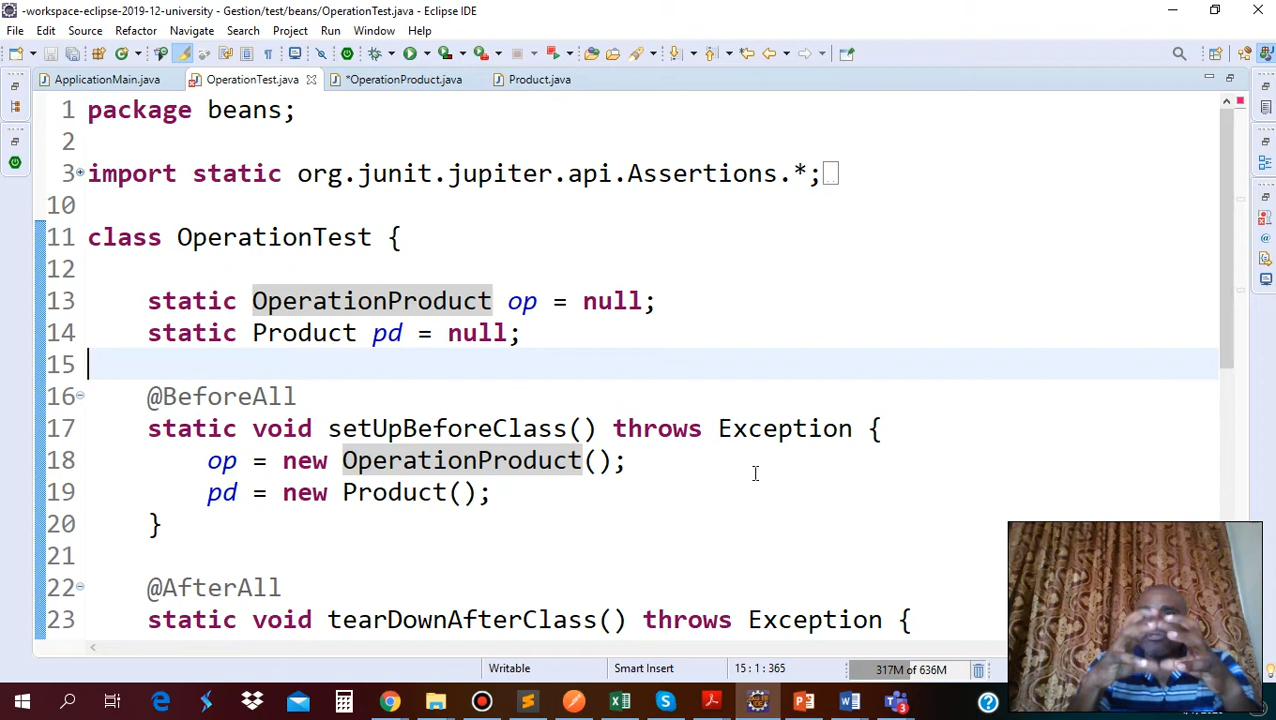 -workspace-eclipse-2019-12-university - Gestion/test/beans/OperationTest.java - Eclipse IDE
File Edit Source Refactor Navigate Search Project Run Window Help
ApplicationMain.java OperationTest.java *OperationProduct.java Product.java
1 package beans;
2
3 import static org.junit.jupiter.api.Assertions.*;
10
11 class OperationTest {
12
13 static OperationProduct op = null;
14 static Product pd = null;
15
16 @BeforeAll
17 static void setUpBeforeClass() throws Exception {
18 op = new OperationProduct();
19 pd = new Product();
20 }
21
22 @AfterAll
23 static void tearDownAfterClass() throws Exception {
Writable Smart Insert 15 : 1 : 365 317M of 636M